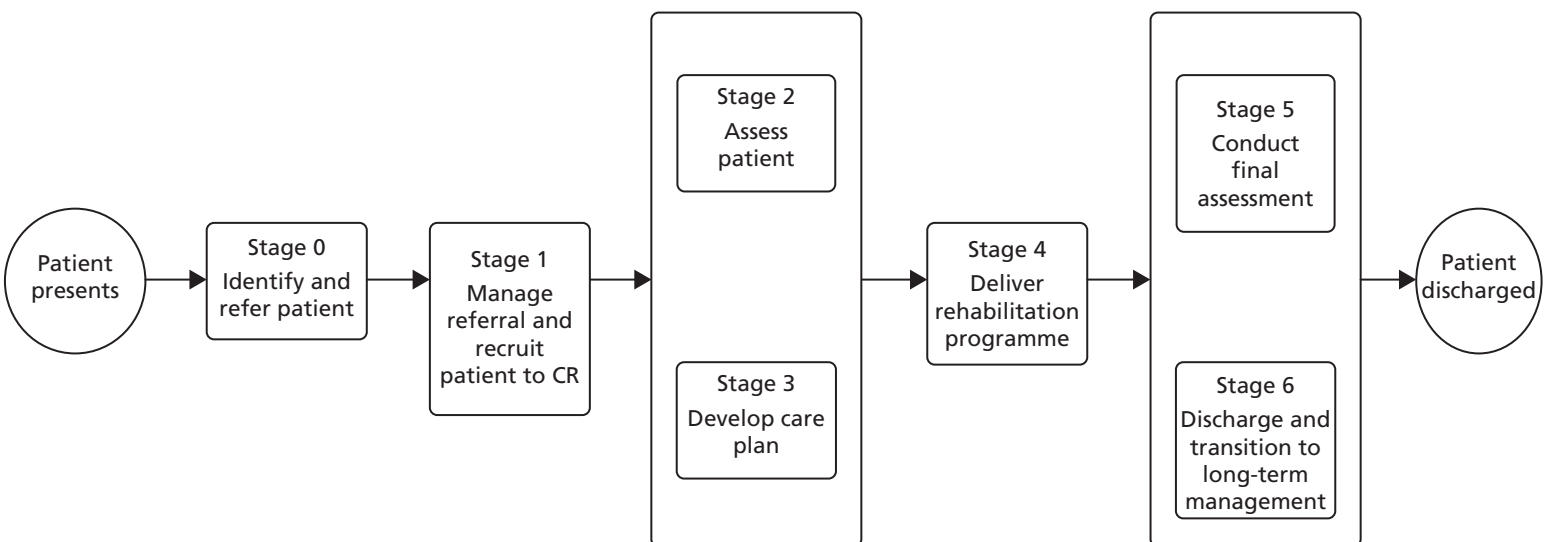 Patient
presents
Stage 0
Identify and
refer patient
Stage 1
Manage
referral and
recruit
patient to CR
Stage 2
Assess
patient
Stage 3
Develop care
plan
Stage 4
Deliver
rehabilitation
programme
Stage 5
Conduct
final
assessment
Stage 6
Discharge and
transition to
long-term
management
Patient
discharged